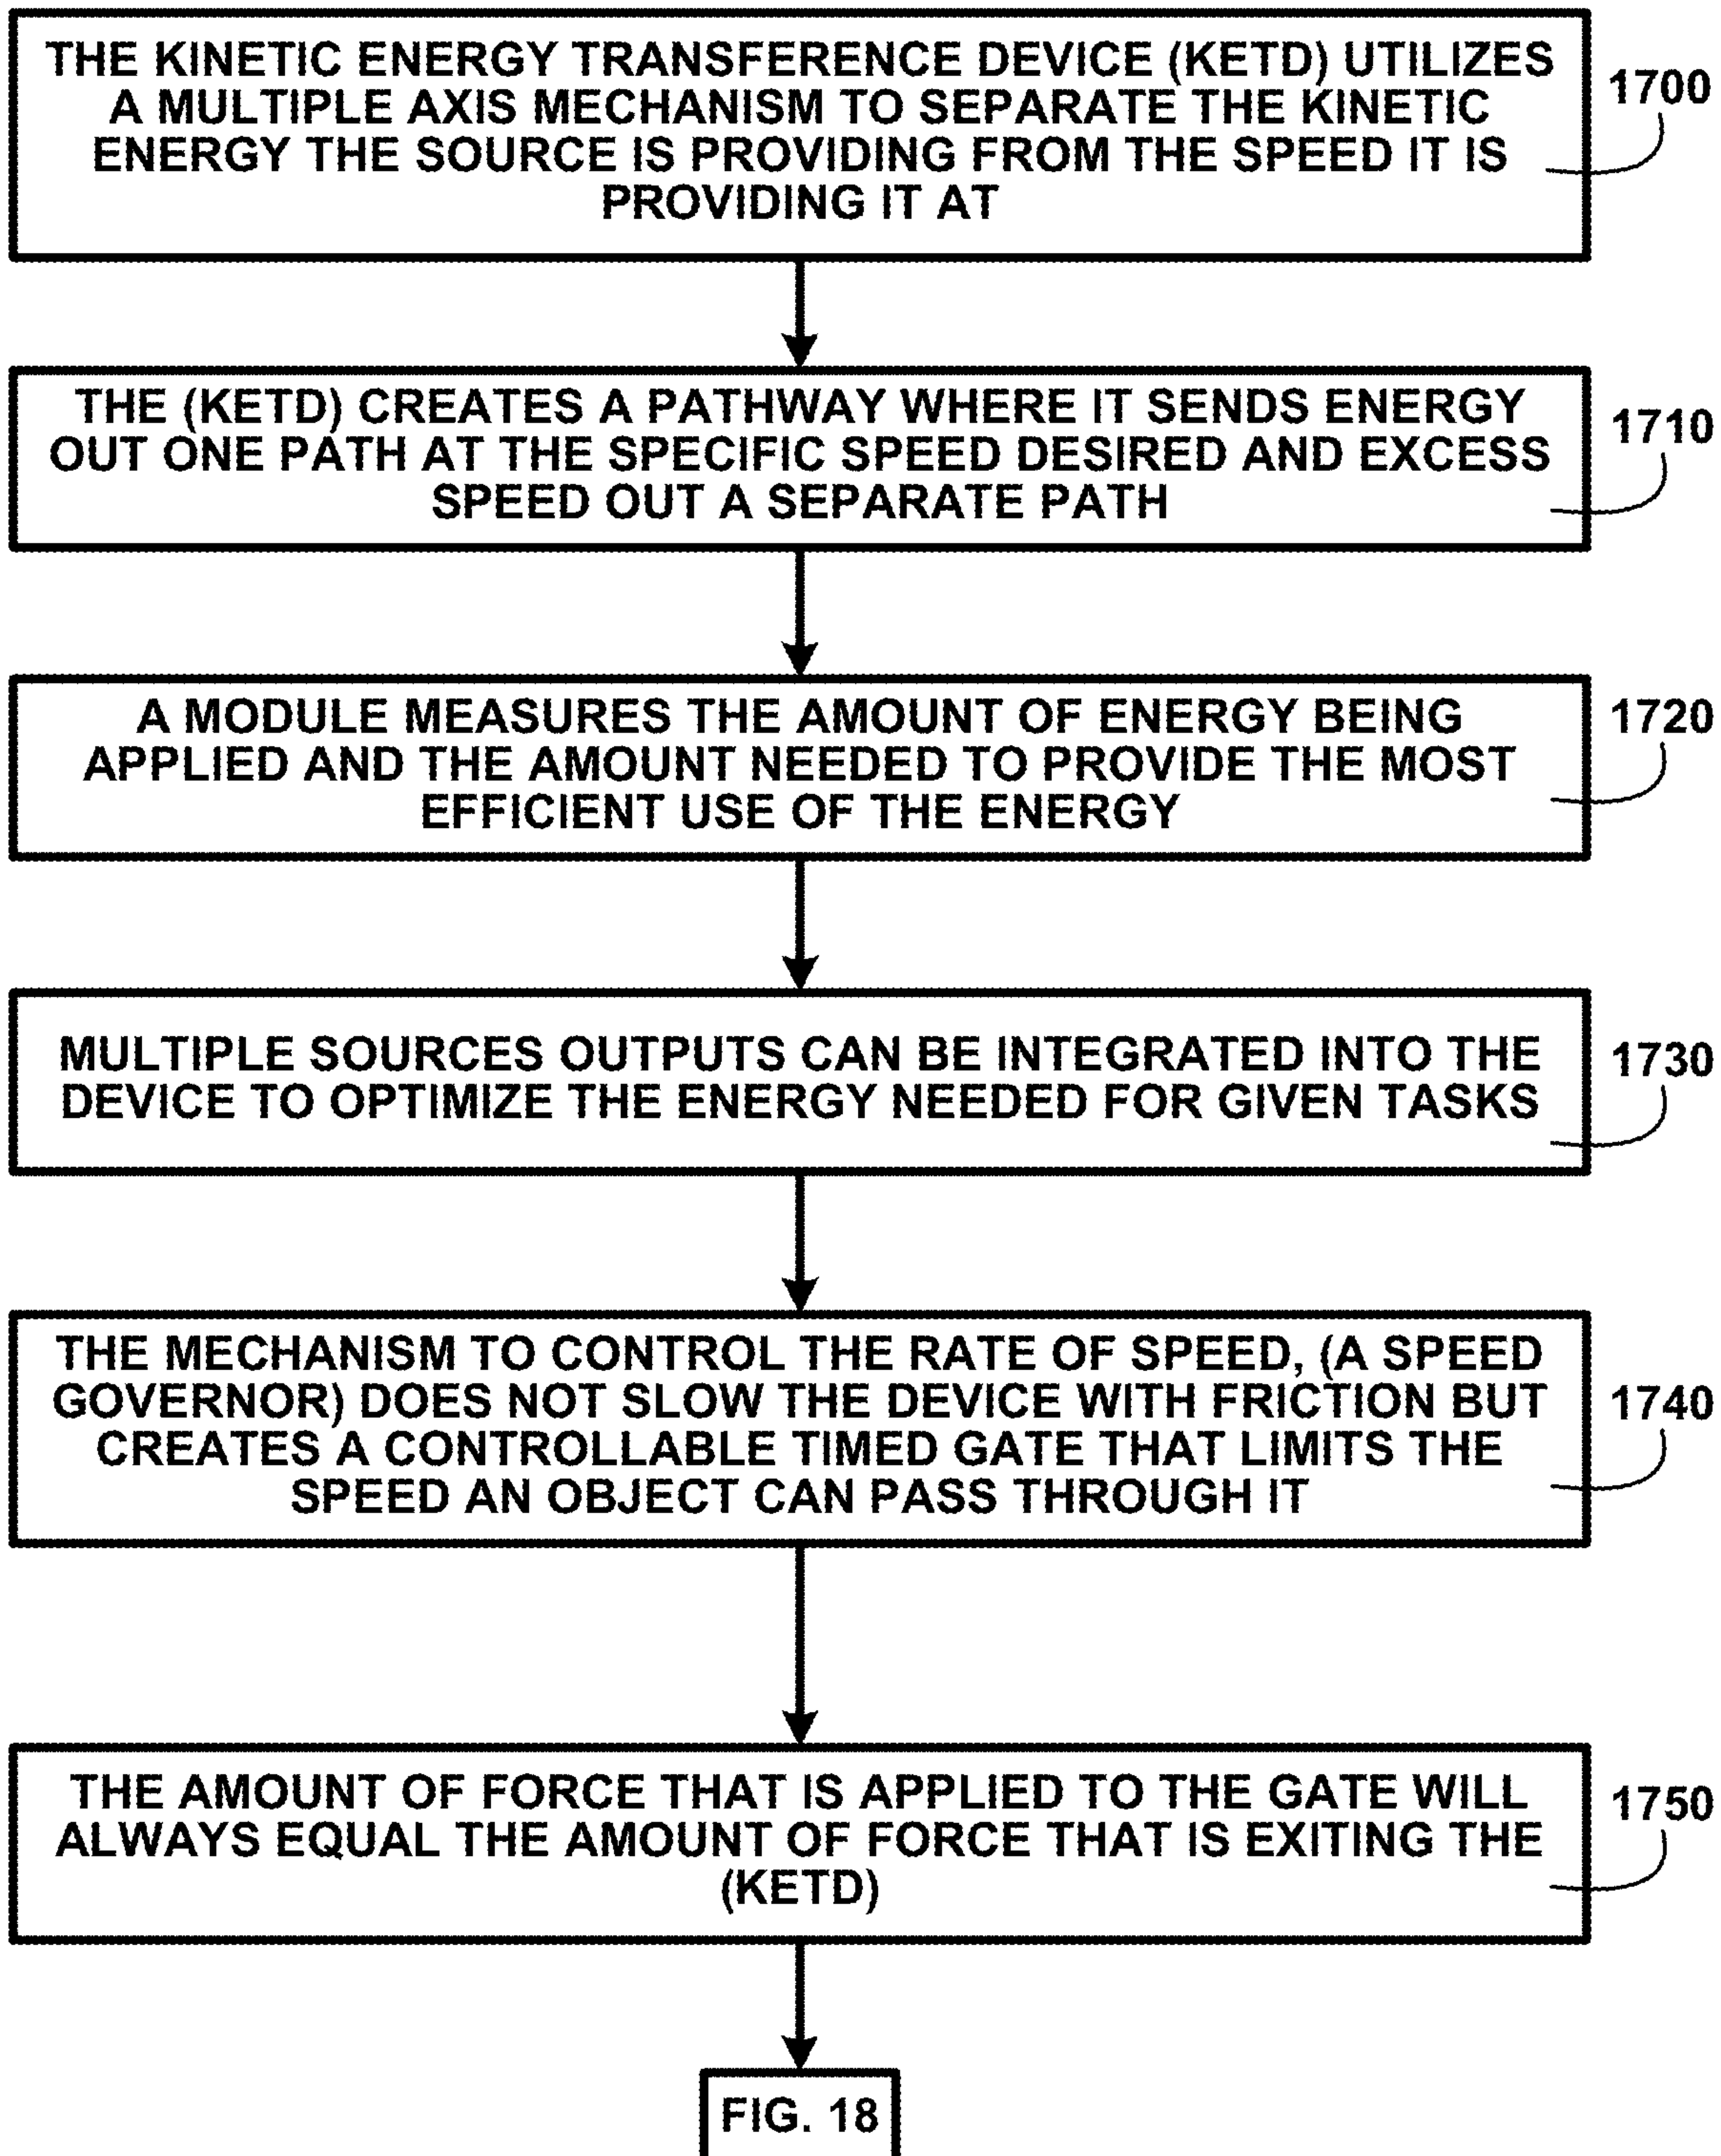 THE KINETIC ENERGY TRANSFERENCE DEVICE (KETD) UTILIZES
A MULTIPLE AXIS MECHANISM TO SEPARATE THE KINETIC
ENERGY THE SOURCE IS PROVIDING FROM THE SPEED IT IS
PROVIDING IT AT
1700
THE (KETD) CREATES A PATHWAY WHERE IT SENDS ENERGY
OUT ONE PATH AT THE SPECIFIC SPEED DESIRED AND EXCESS
SPEED OUT A SEPARATE PATH
1710
A MODULE MEASURES THE AMOUNT OF ENERGY BEING
APPLIED AND THE AMOUNT NEEDED TO PROVIDE THE MOST
EFFICIENT USE OF THE ENERGY
1720
MULTIPLE SOURCES OUTPUTS CAN BE INTEGRATED INTO THE
DEVICE TO OPTIMIZE THE ENERGY NEEDED FOR GIVEN TASKS
1730
THE MECHANISM TO CONTROL THE RATE OF SPEED, (A SPEED
GOVERNOR) DOES NOT SLOW THE DEVICE WITH FRICTION BUT
CREATES A CONTROLLABLE TIMED GATE THAT LIMITS THE
SPEED AN OBJECT CAN PASS THROUGH IT
1740
THE AMOUNT OF FORCE THAT IS APPLIED TO THE GATE WILL
ALWAYS EQUAL THE AMOUNT OF FORCE THAT IS EXITING THE
(KETD)
1750
FIG. 18